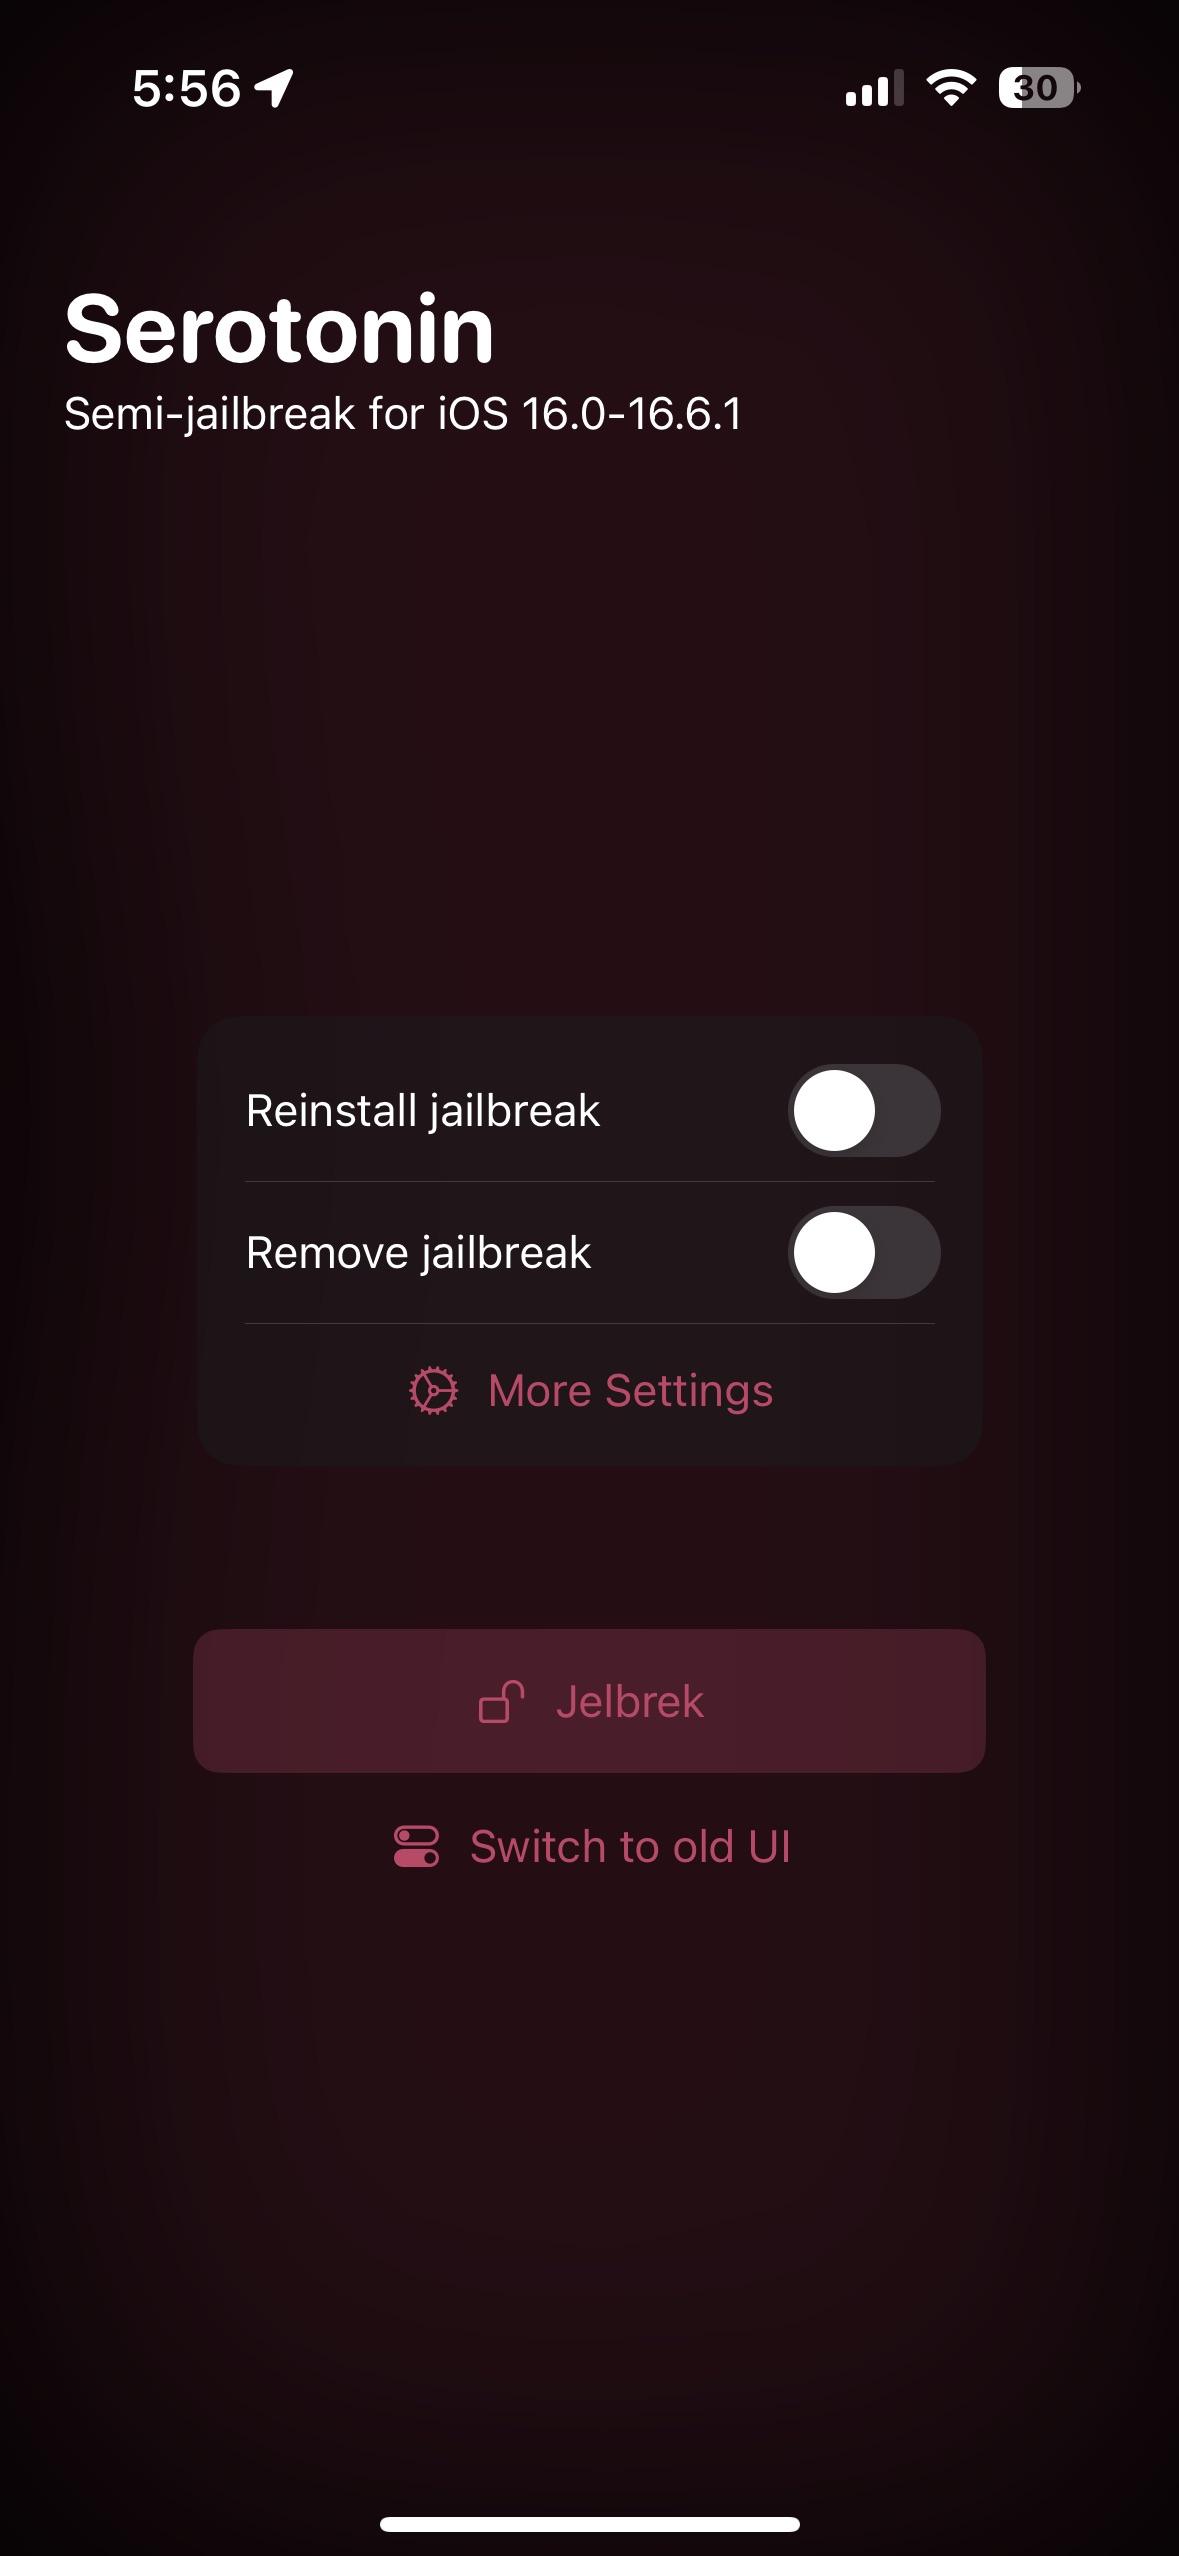 5:56
30
Serotonin
Semi-jailbreak for iOS 16.0-16.6.1
Reinstall jailbreak
Remove jailbreak
More Settings
Jelbrek
Switch to old UI